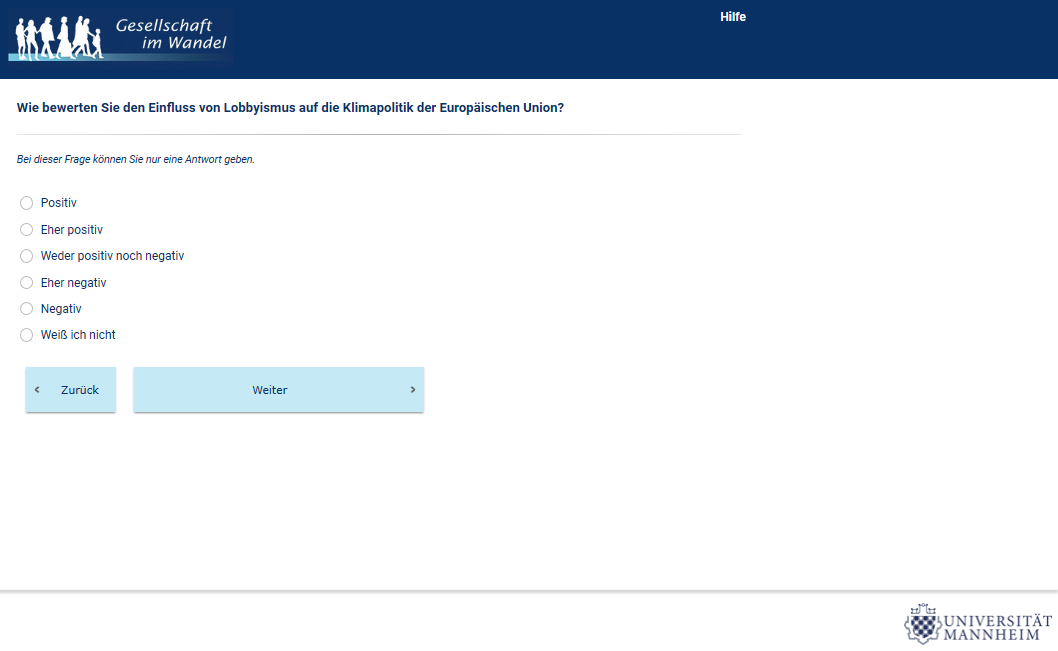 Gesellschaft
im Wandel
Hilfe
Wie bewerten Sie den Einfluss von Lobbyismus auf die Klimapolitik der Europäischen Union?
Bei dieser Frage können Sie nur eine Antwort geben.
Positiv
Eher positiv
Weder positiv noch negativ
Eher negativ
Negativ
Weiß ich nicht
Zurück
Weiter
UNIVERSITÄT
MANNHEIM